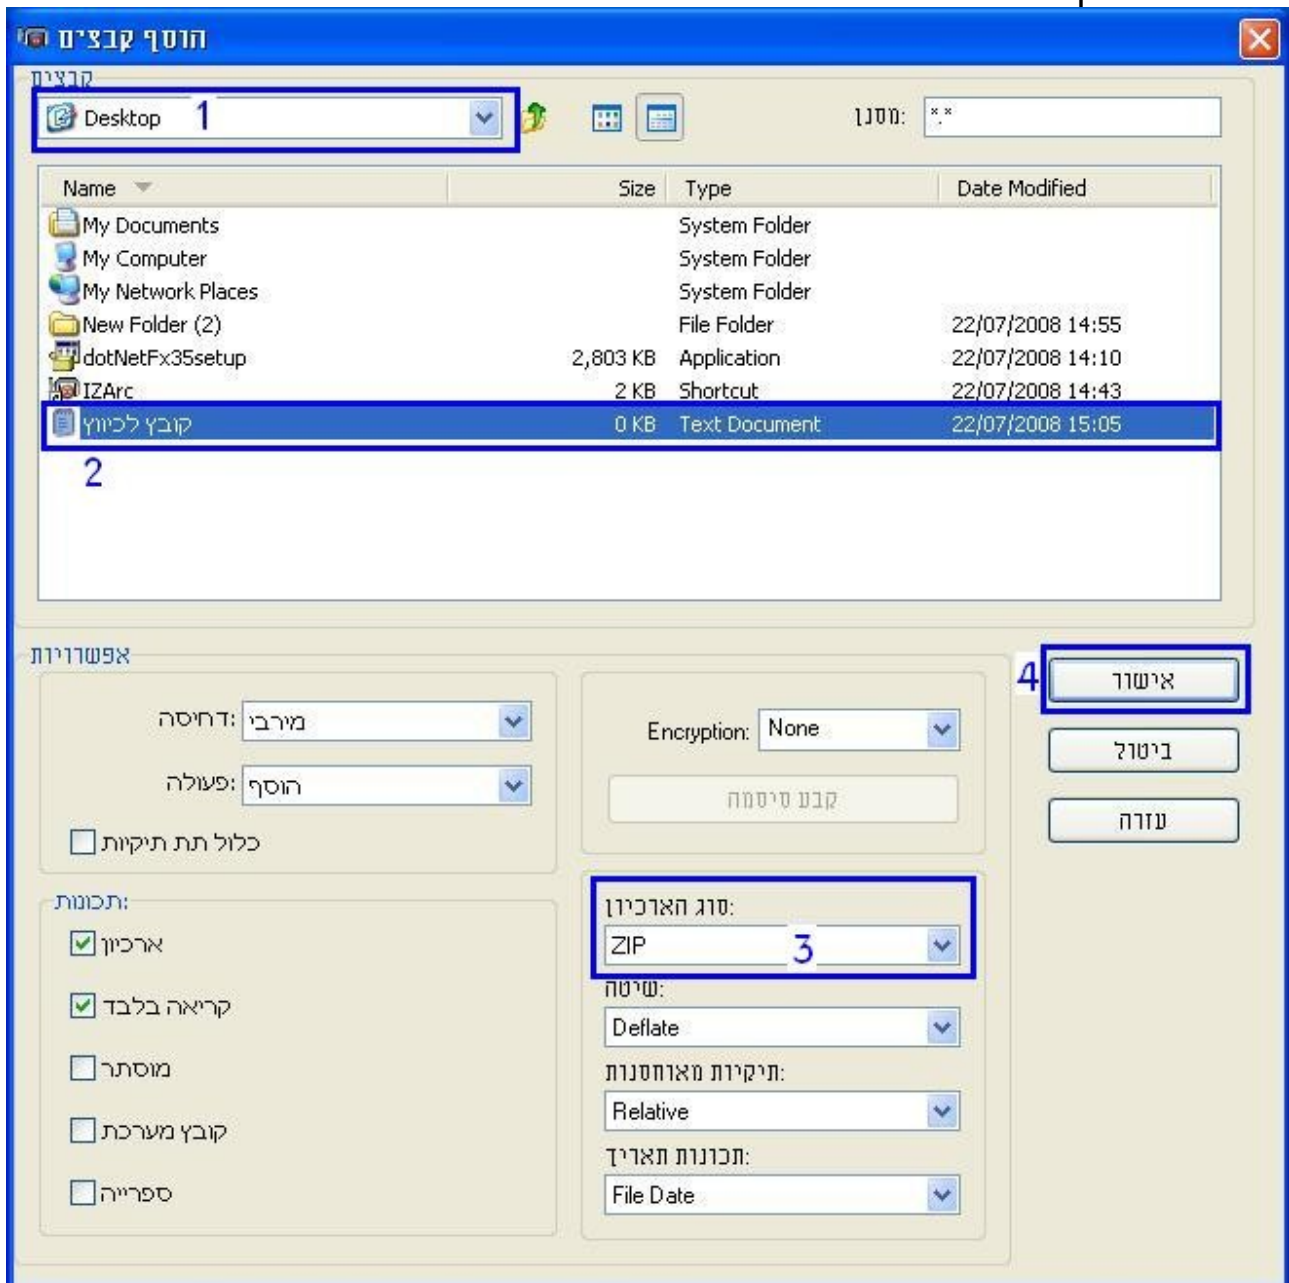 הוסף קבצים
קבצים
Desktop 1
מסנן: *.*
Name Size Type Date Modified
My Documents System Folder
My Computer System Folder
My Network Places System Folder
New Folder (2) File Folder 22/07/2008 14:55
dotNetFx35setup 2,803 KB Application 22/07/2008 14:10
IZArc 2 KB Shortcut 22/07/2008 14:43
קובץ לכיווץ 0 KB Text Document 22/07/2008 15:05
2
אפשרויות
דחיסה: מירבי
פעולה: הוסף
כלול תת תיקיות
Encryption: None
קבע סיסמה
4 אישור
ביטול
עזרה
תכונות:
ארכיון
קריאה בלבד
מוסתר
קובץ מערכת
ספרייה
סוג הארכיון:
ZIP 3
שיטה:
Deflate
תיקיות מאוחסנות:
Relative
תכונות תאריך:
File Date